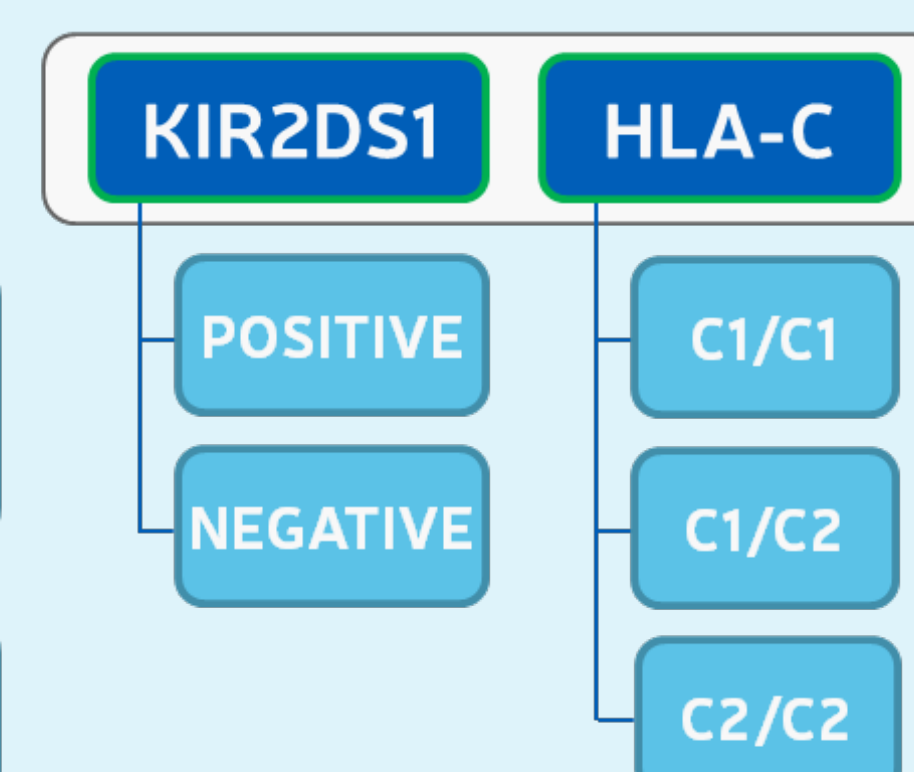 KIR2DS1
HLA-C
POSITIVE
NEGATIVE
C1/C1
C1/C2
C2/C2